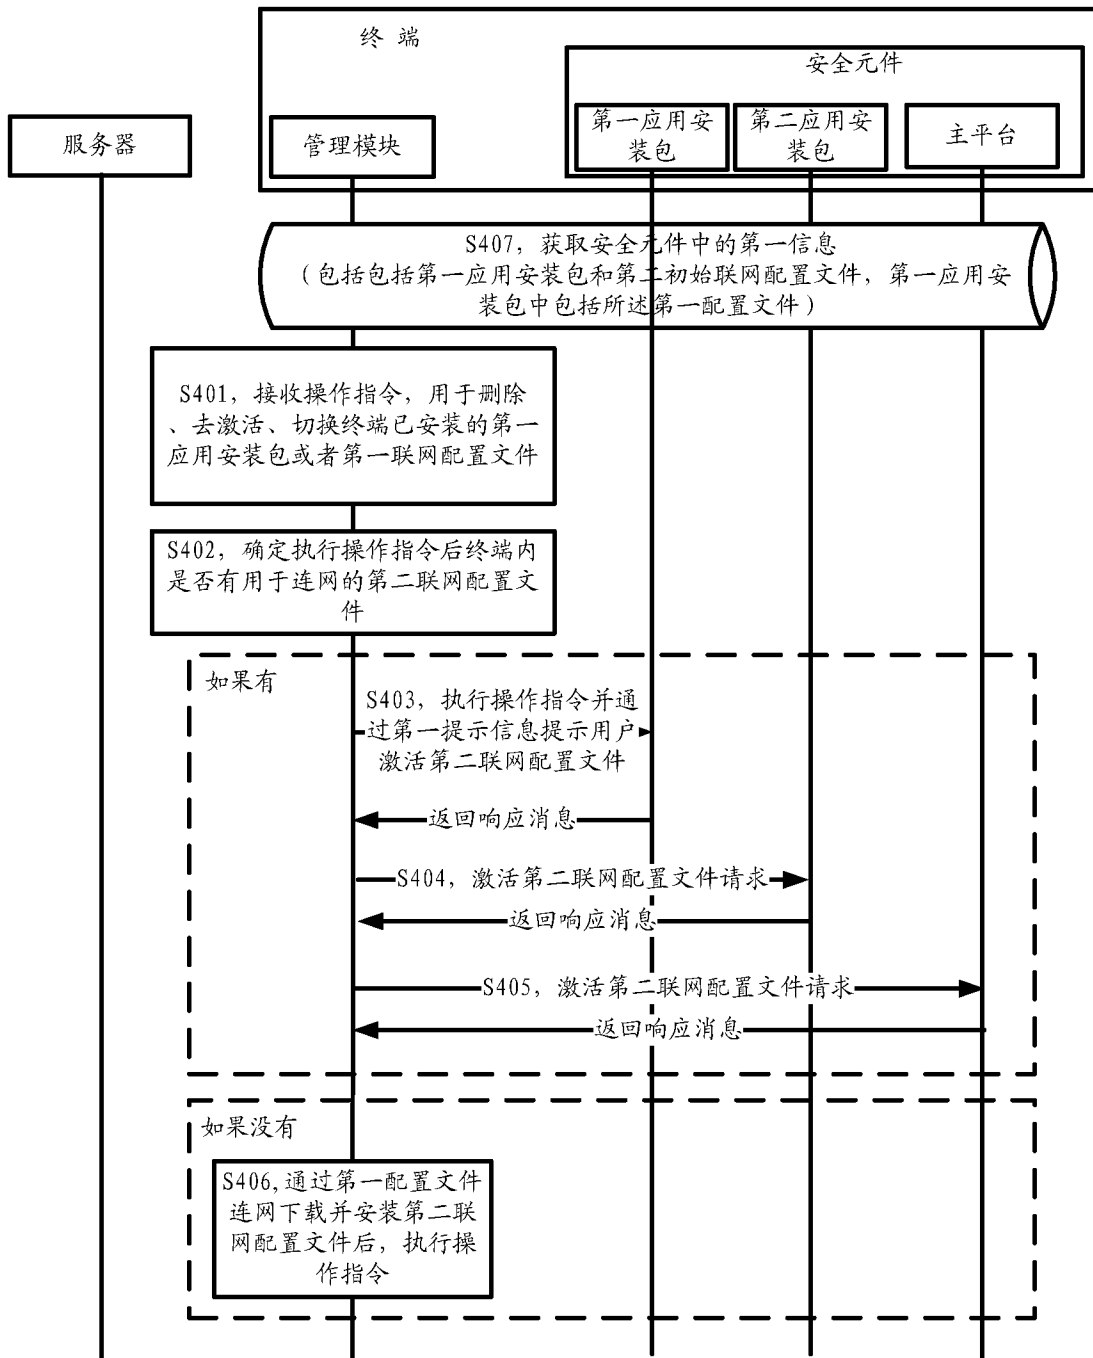 终 端
安全元件
服务器
管理模块
第一应用安
装包
第二应用安
装包
主平台
S407，获取安全元件中的第一信息
（包括包括第一应用安装包和第二初始联网配置文件，第一应用安
装包中包括所述第一配置文件）
S401，接收操作指令，用于删除
、去激活、切换终端已安装的第一
应用安装包或者第一联网配置文件
S402，确定执行操作指令后终端内
是否有用于连网的第二联网配置文
件
如果有
S403，执行操作指令并通
过第一提示信息提示用户
激活第二联网配置文件
返回响应消息
S404，激活第二联网配置文件请求
返回响应消息
S405，激活第二联网配置文件请求
返回响应消息
如果没有
S406,通过第一配置文件
连网下载并安装第二联
网配置文件后，执行操
作指令